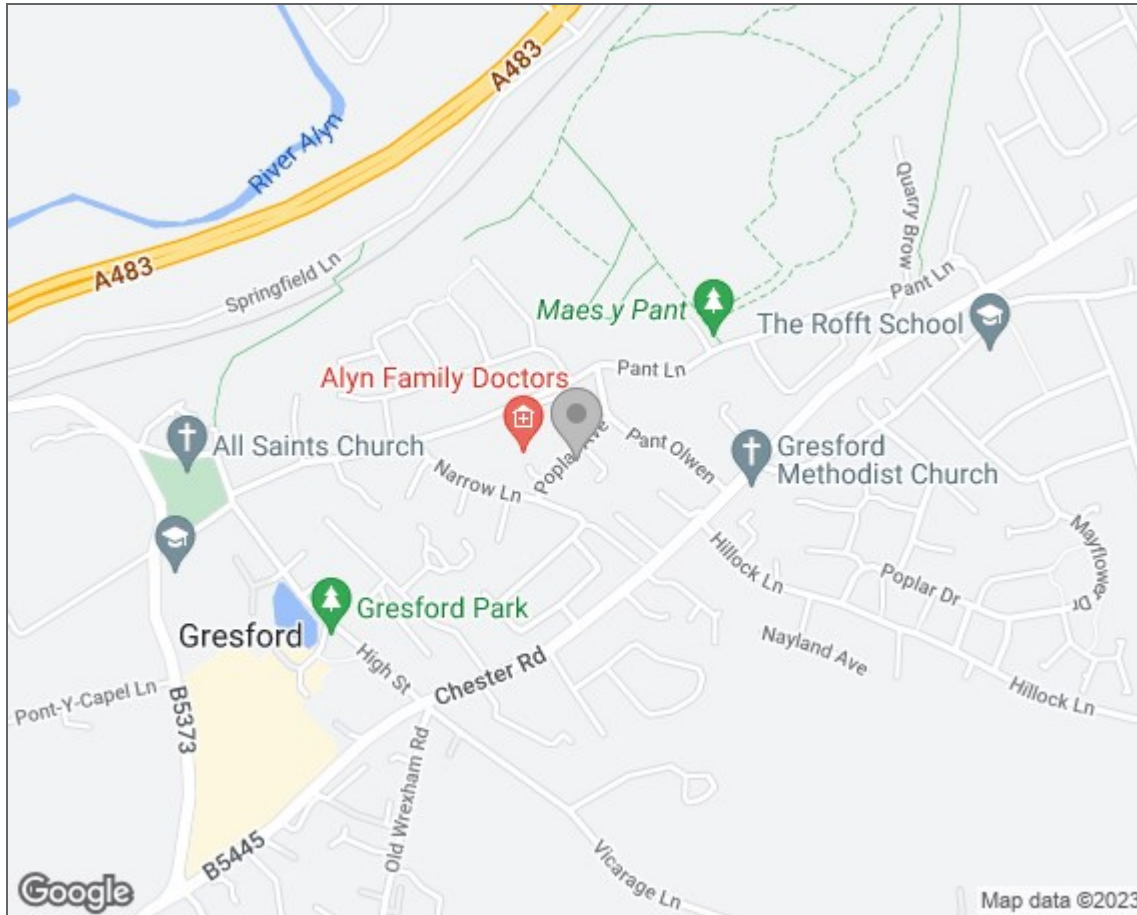 A483
River Alyn
A483
Springfield Ln
Quarry Brow
Pant Ln
Maes y Pant
The Rofft School
Pant Ln
Alyn Family Doctors
All Saints Church
Poplar Ave
Pant Olwen
Gresford
Methodist Church
Narrow Ln
Mayflower Dr
Hillock Ln
Poplar Dr
Gresford Park
Gresford
Nayland Ave
High St
Chester Rd
Hillock Ln
Pont-Y-Capel Ln
B5373
Old Wrexham Rd
B5445
Vicarage Ln
Google
Map data ©2023